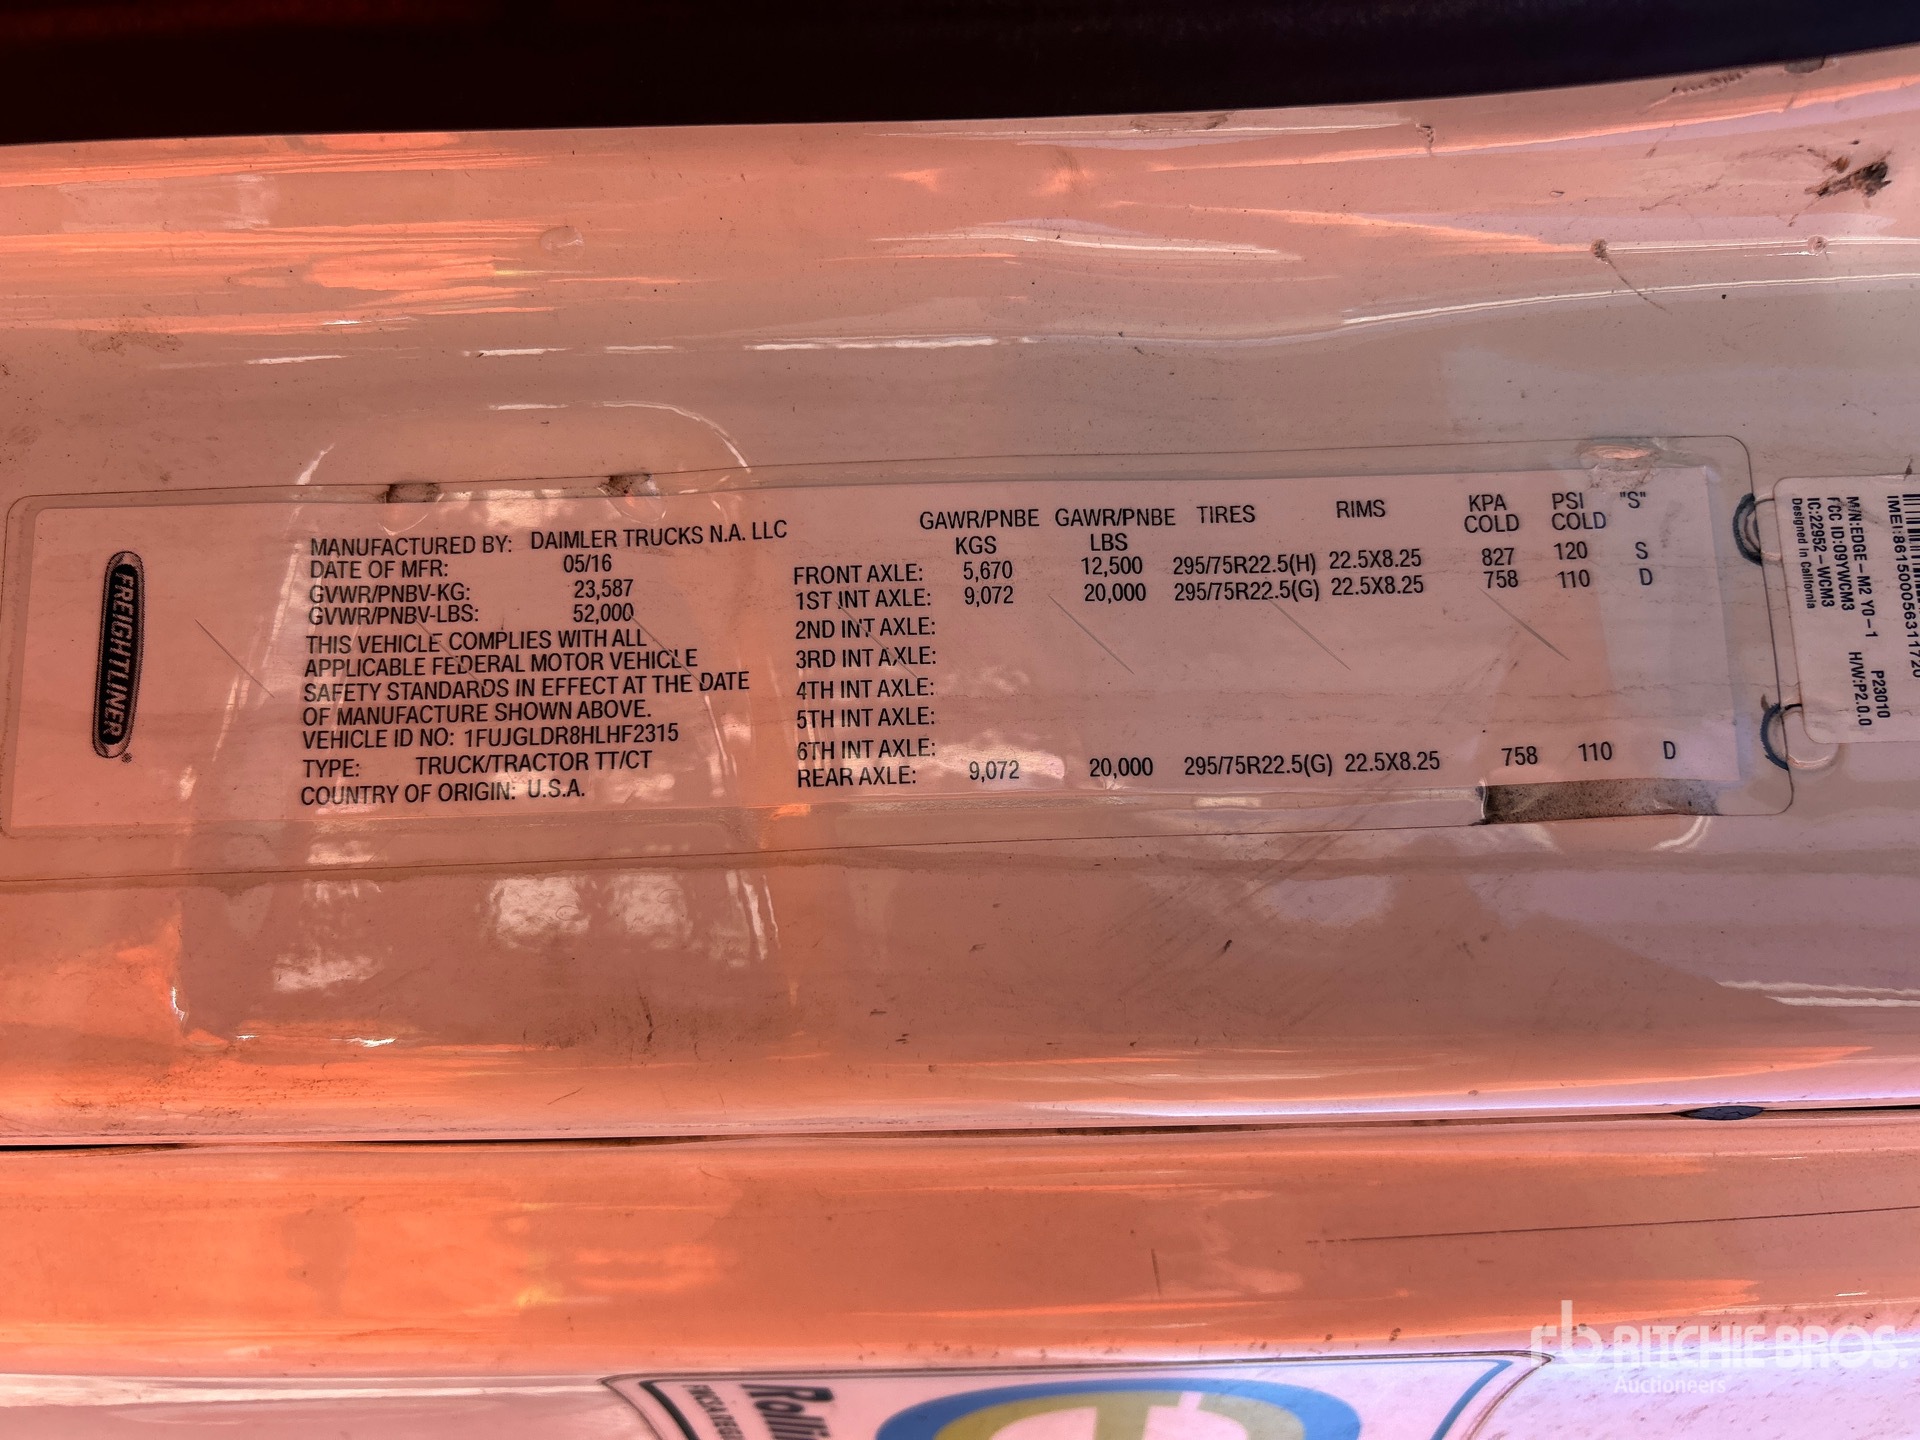 FREIGHTLINER®
MANUFACTURED BY: DAIMLER TRUCKS N.A. LLC
DATE OF MFR: 05/16
GVWR/PNBV-KG: 23,587
GVWR/PNBV-LBS: 52,000
THIS VEHICLE COMPLIES WITH ALL
APPLICABLE FEDERAL MOTOR VEHICLE
SAFETY STANDARDS IN EFFECT AT THE DATE
OF MANUFACTURE SHOWN ABOVE.
VEHICLE ID NO: 1FUJGLDR8HLHF2315
TYPE: TRUCK/TRACTOR TT/CT
COUNTRY OF ORIGIN: U.S.A.
GAWR/PNBE GAWR/PNBE TIRES RIMS KPA PSI "S"
KGS LBS COLD COLD
FRONT AXLE: 5,670 12,500 295/75R22.5(H) 22.5X8.25 827 120 S
1ST INT AXLE: 9,072 20,000 295/75R22.5(G) 22.5X8.25 758 110 D
2ND INT AXLE:
3RD INT AXLE:
4TH INT AXLE:
5TH INT AXLE:
6TH INT AXLE:
REAR AXLE: 9,072 20,000 295/75R22.5(G) 22.5X8.25 758 110 D
IMEI:861500056311720
P23010
M/N:EDGE-M2 Y0-1 H/W:P2.0.0
FCC ID:09YWCM3
IC:22952-WCM3
Designed in California
Rollin
rb RITCHIE BROS.
Auctioneers